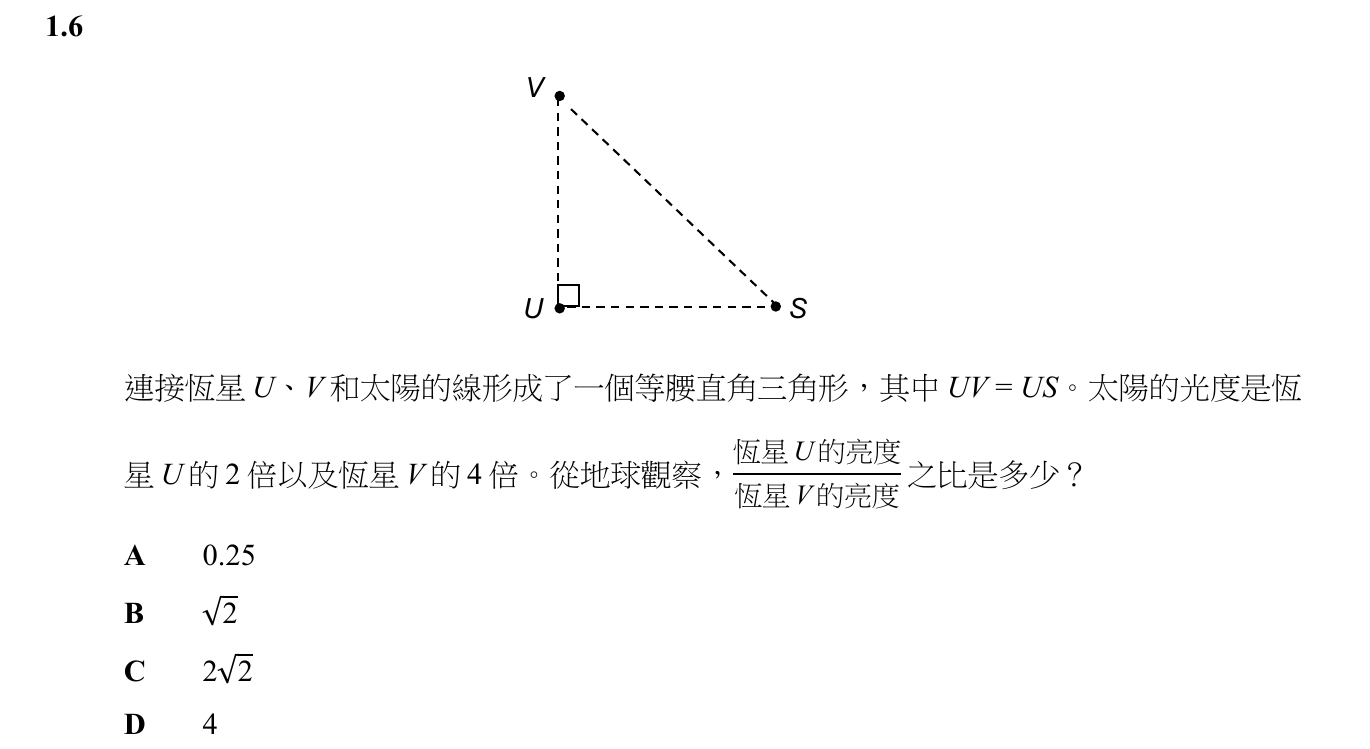 1.6
V
U
S
連接恆星 U、V 和太陽的線形成了一個等腰直角三角形，其中 UV = US。太陽的光度是恆
星 U 的 2 倍以及恆星 V 的 4 倍。從地球觀察，恆星 U 的亮度/恆星 V 的亮度 之比是多少？
A 0.25
B √2
C 2√2
D 4